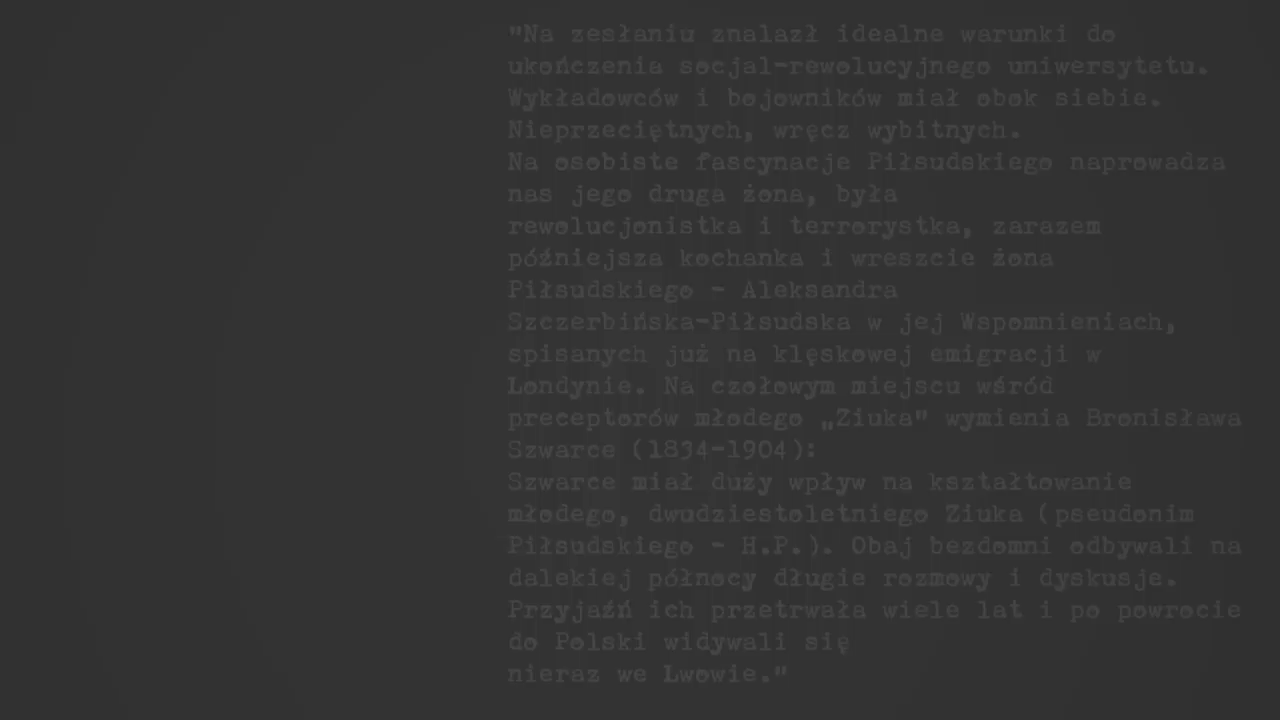 "Na zesłaniu znalazł idealne warunki do
ukończenia socjal-rewolucyjnego uniwersytetu.
Wykładowców i bojowników miał obok siebie.
Nieprzeciętnych, wręcz wybitnych.
Na osobiste fascynacje Piłsudskiego naprowadza
nas jego druga żona, była
rewolucjonistka i terrorystka, zarazem
późniejsza kochanka i wreszcie żona
Piłsudskiego - Aleksandra
Szczerbińska-Piłsudska w jej Wspomnieniach,
spisanych już na klęskowej emigracji w
Londynie. Na czołowym miejscu wśród
preceptorów młodego „Ziuka" wymienia Bronisława
Szwarce (1834-1904):
Szwarce miał duży wpływ na kształtowanie
młodego, dwudziestoletniego Ziuka (pseudonim
Piłsudskiego - H.P.). Obaj bezdomni odbywali na
dalekiej północy długie rozmowy i dyskusje.
Przyjaźń ich przetrwała wiele lat i po powrocie
do Polski widywali się
nieraz we Lwowie."